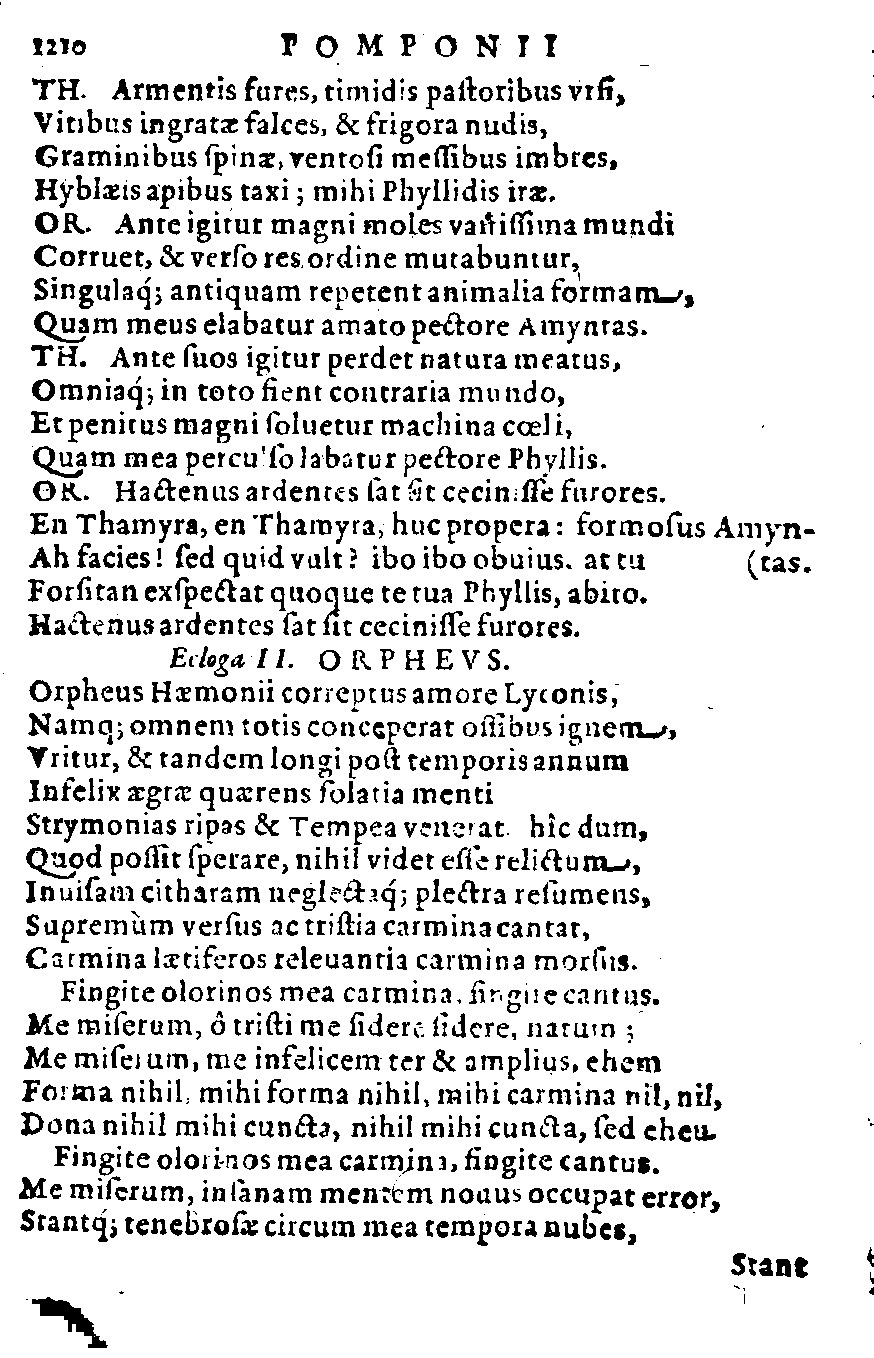 1210 POMPONII
TH. Armentis fures, timidis paſtoribus vrſi,
Vitibus ingratæ falces, & frigora nudis,
Graminibus ſpinæ, ventoſi meſſibus imbres,
Hyblæis apibus taxi; mihi Phyllidis iræ.
OR. Ante igitur magni moles vaſtiſſima mundi
Corruet, & verſo res ordine mutabuntur,
Singulaq́; antiquam repetent animalia formam,
Quam meus elabatur amato pectore Amyntas.
TH. Ante ſuos igitur perdet natura meatus,
Omniaq́; in toto fient contraria mundo,
Et penitus magni ſoluetur machina cœli,
Quam mea percuſſo labatur pectore Phyllis.
OR. Hactenus ardentes ſat ſit ceciniſſe furores.
En Thamyra, en Thamyra, huc propera: formoſus Amyn-
Ah facies! ſed quid vult? ibo ibo obuius. at tu (tas.
Forſitan exſpectat quoque te tua Phyllis, abito.
Hactenus ardentes ſat ſit ceciniſſe furores.
Ecloga II. ORPHEVS.
Orpheus Hæmonii correptus amore Lyconis,
Namq; omnem totis conceperat oſſibus ignem,
Vritur, & tandem longi poſt temporis annum
Infelix ægræ quærens ſolatia menti
Strymonias ripas & Tempea venerat. hîc dum,
Quod poſſit ſperare, nihil videt eſſe relictum,
Inuiſam citharam neglectaq́; plectra reſumens,
Supremùm verſus ac triſtia carmina cantat,
Carmina lætiferos releuantia carmina morſus.
Fingite olorinos mea carmina, fingite cantus.
Me miſerum, ô triſti me ſidere ſidere, natum;
Me miſerum, me infelicem ter & amplius, ehem
Forma nihil, mihi forma nihil, mihi carmina nil, nil,
Dona nihil mihi cuncta, nihil mihi cuncta, ſed eheu.
Fingite olorinos mea carmina, fingite cantus.
Me miſerum, inſanam mentem nouus occupat error,
Stantq́; tenebroſæ circum mea tempora nubes,
Stant